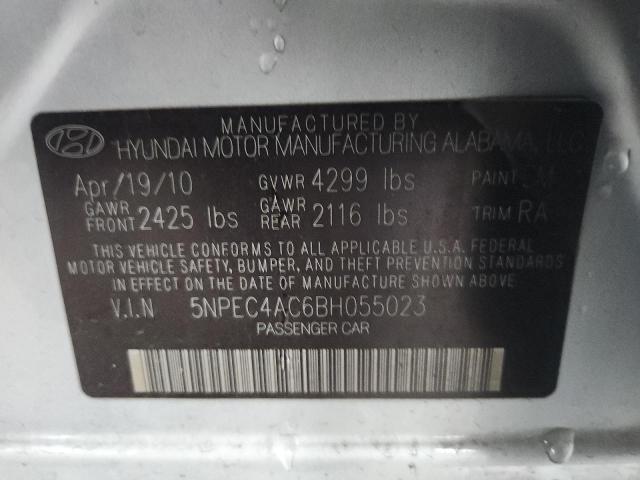 MANUFACTURED BY
HYUNDAI MOTOR MANUFACTURING ALABAMA, LLC
Apr/19/10 GVWR 4299 lbs PAINT
GAWR FRONT 2425 lbs GAWR REAR 2116 lbs TRIM RA
THIS VEHICLE CONFORMS TO ALL APPLICABLE U.S.A. FEDERAL
MOTOR VEHICLE SAFETY, BUMPER, AND THEFT PREVENTION STANDARDS
IN EFFECT ON THE DATE OF MANUFACTURE SHOWN ABOVE
V.I.N 5NPEC4AC6BH055023
PASSENGER CAR